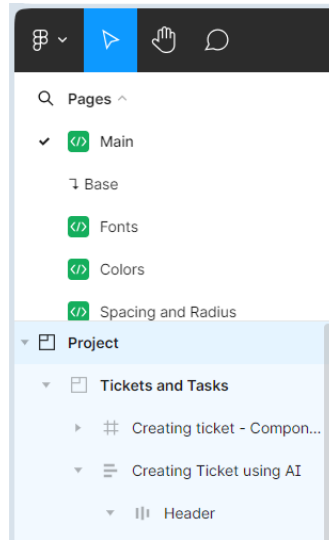 Pages
Main
↴ Base
</> Fonts
</> Colors
</> Spacing and Radius
Project
Tickets and Tasks
Creating ticket - Compon...
Creating Ticket using AI
Header